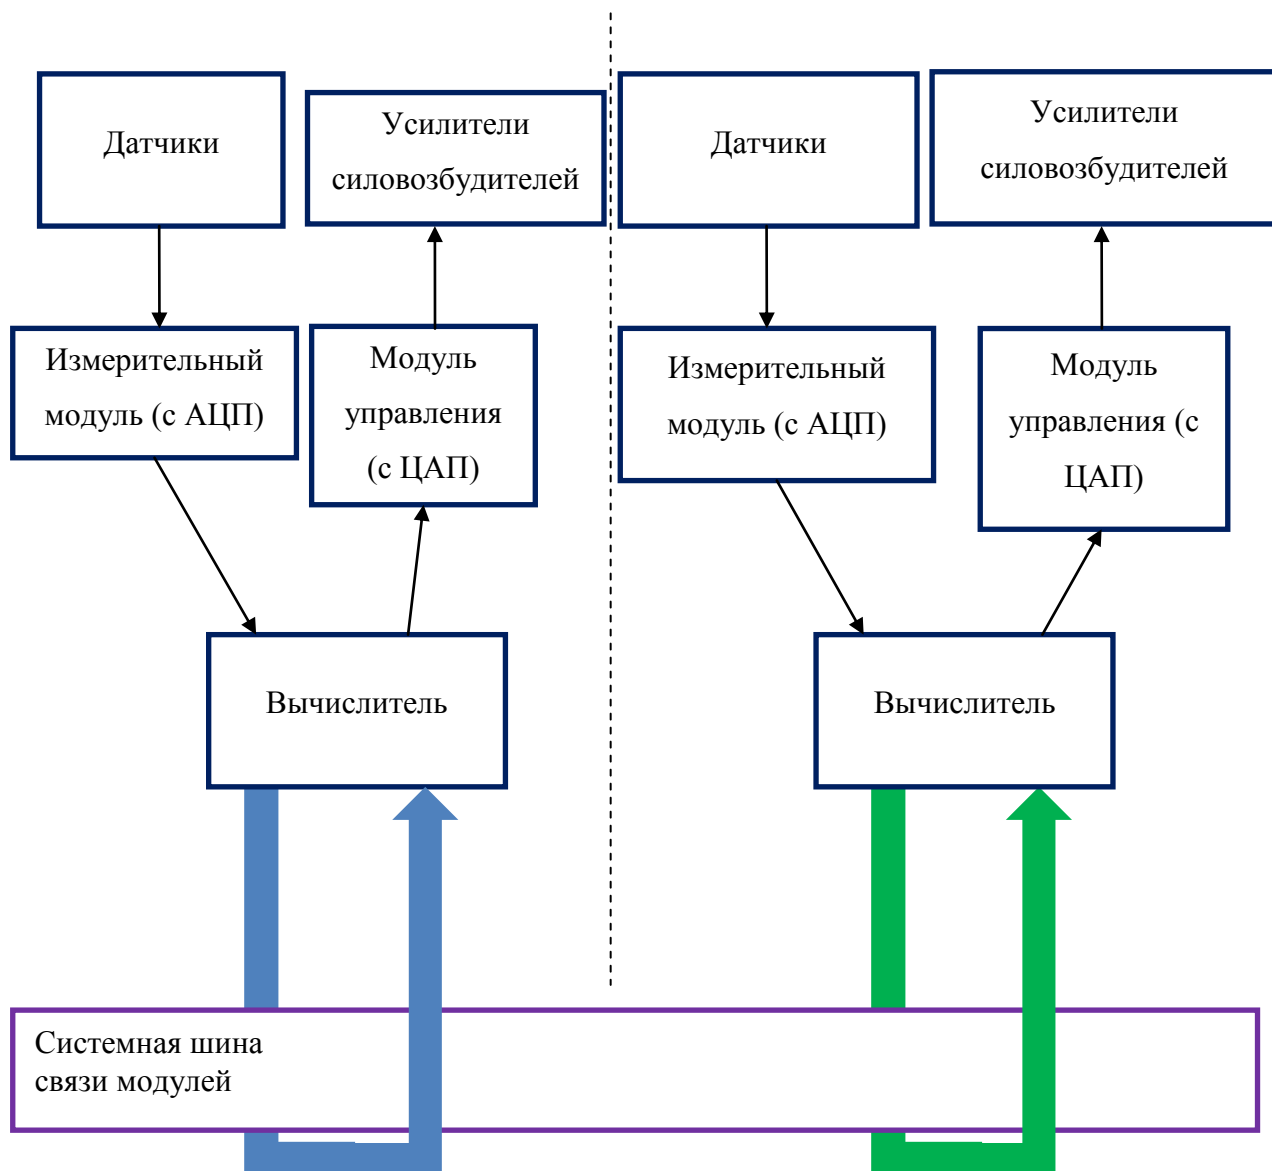 Датчики
Усилители
силовозбудителей
Измерительный
модуль (с АЦП)
Модуль
управления
(с ЦАП)
Вычислитель
Датчики
Усилители
силовозбудителей
Измерительный
модуль (с АЦП)
Модуль
управления (с
ЦАП)
Вычислитель
Системная шина
связи модулей